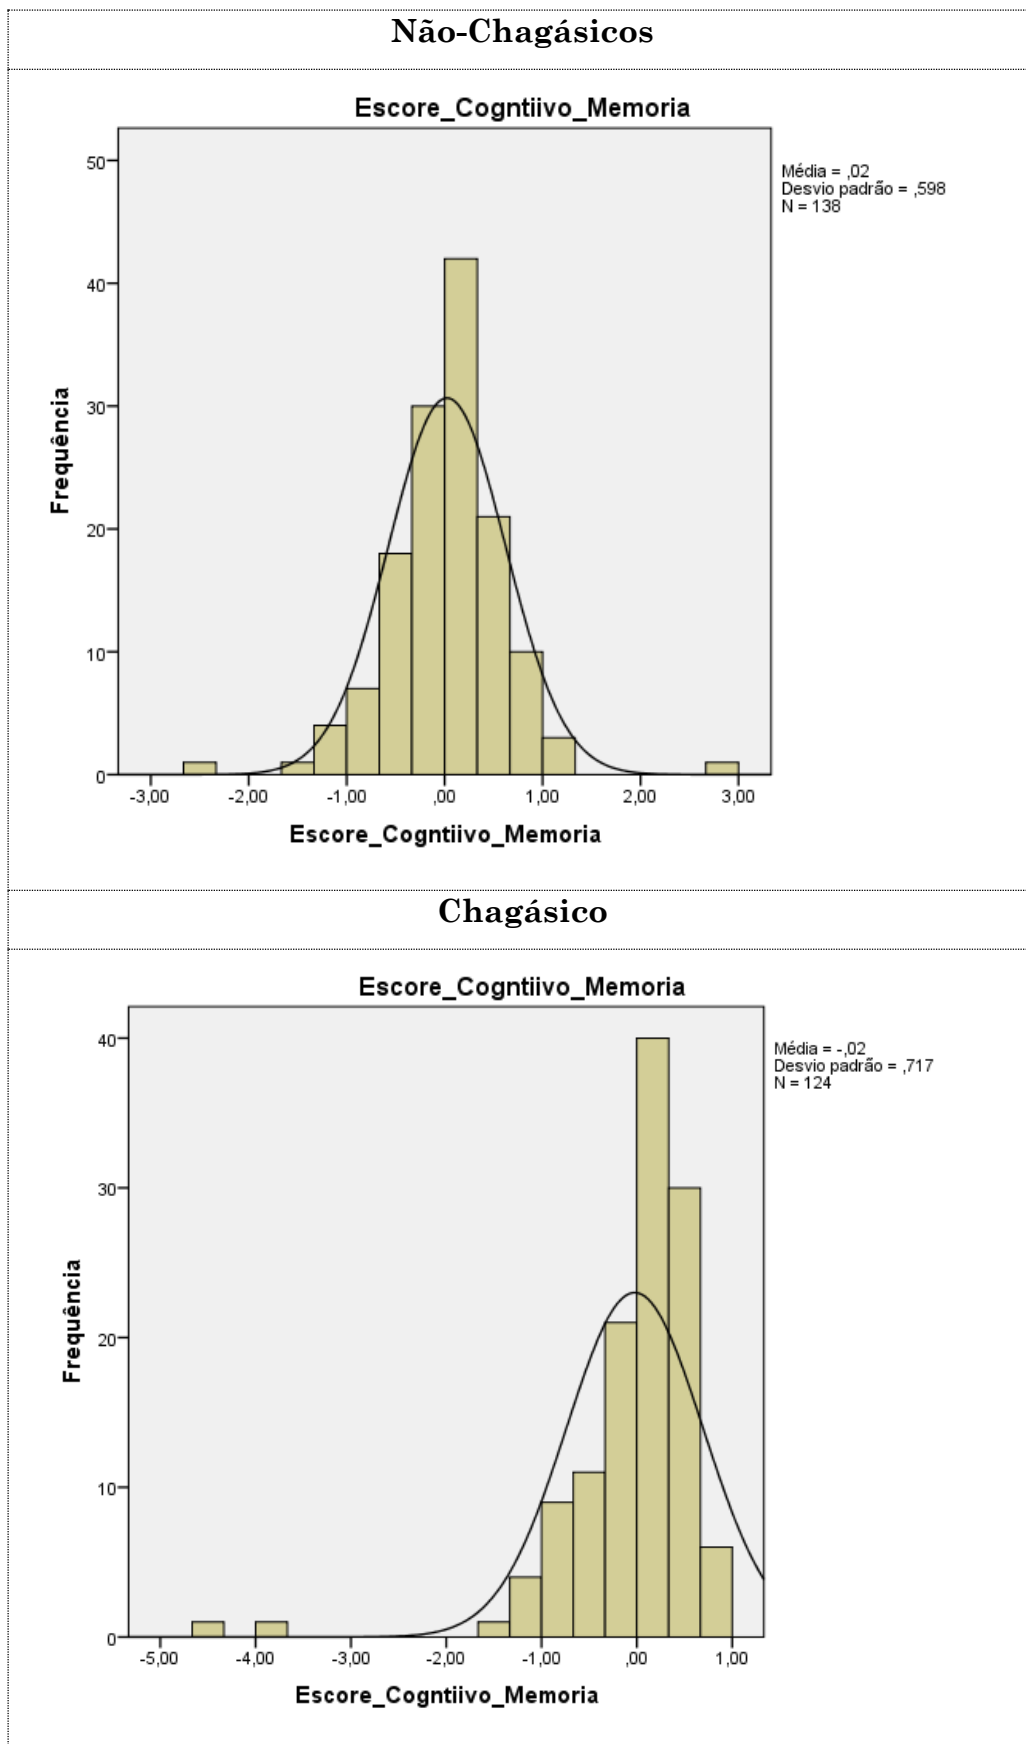 Não-Chagásicos
Escore_Cogntiivo_Memoria
Média = ,02
Desvio padrão = ,598
N = 138
50
40
30
20
10
0
Frequência
-3,00 -2,00 -1,00 ,00 1,00 2,00 3,00
Escore_Cogntiivo_Memoria
Chagásico
Escore_Cogntiivo_Memoria
Média = -,02
Desvio padrão = ,717
N = 124
40
30
20
10
0
Frequência
-5,00 -4,00 -3,00 -2,00 -1,00 ,00 1,00
Escore_Cogntiivo_Memoria